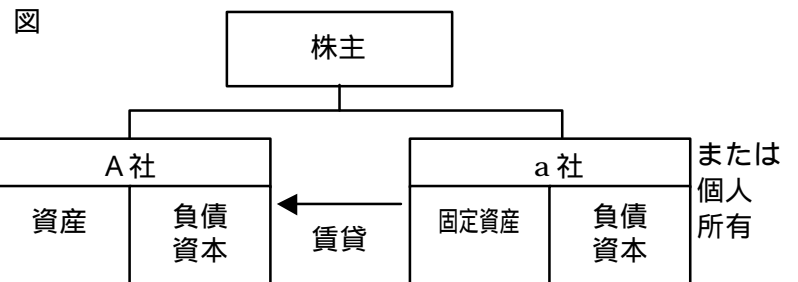 図
株主
A社
a社
または
個人
所有
資産
負債
資本
賃貸
固定資産
負債
資本